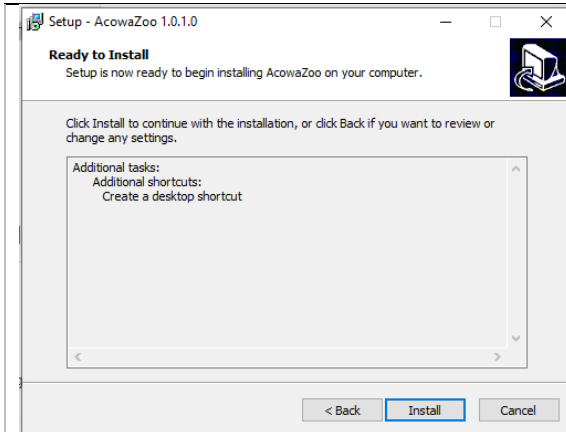 Setup - AcowaZoo 1.0.1.0
Ready to Install
Setup is now ready to begin installing AcowaZoo on your computer.
Click Install to continue with the installation, or click Back if you want to review or
change any settings.
Additional tasks:
Additional shortcuts:
Create a desktop shortcut
< Back
Install
Cancel